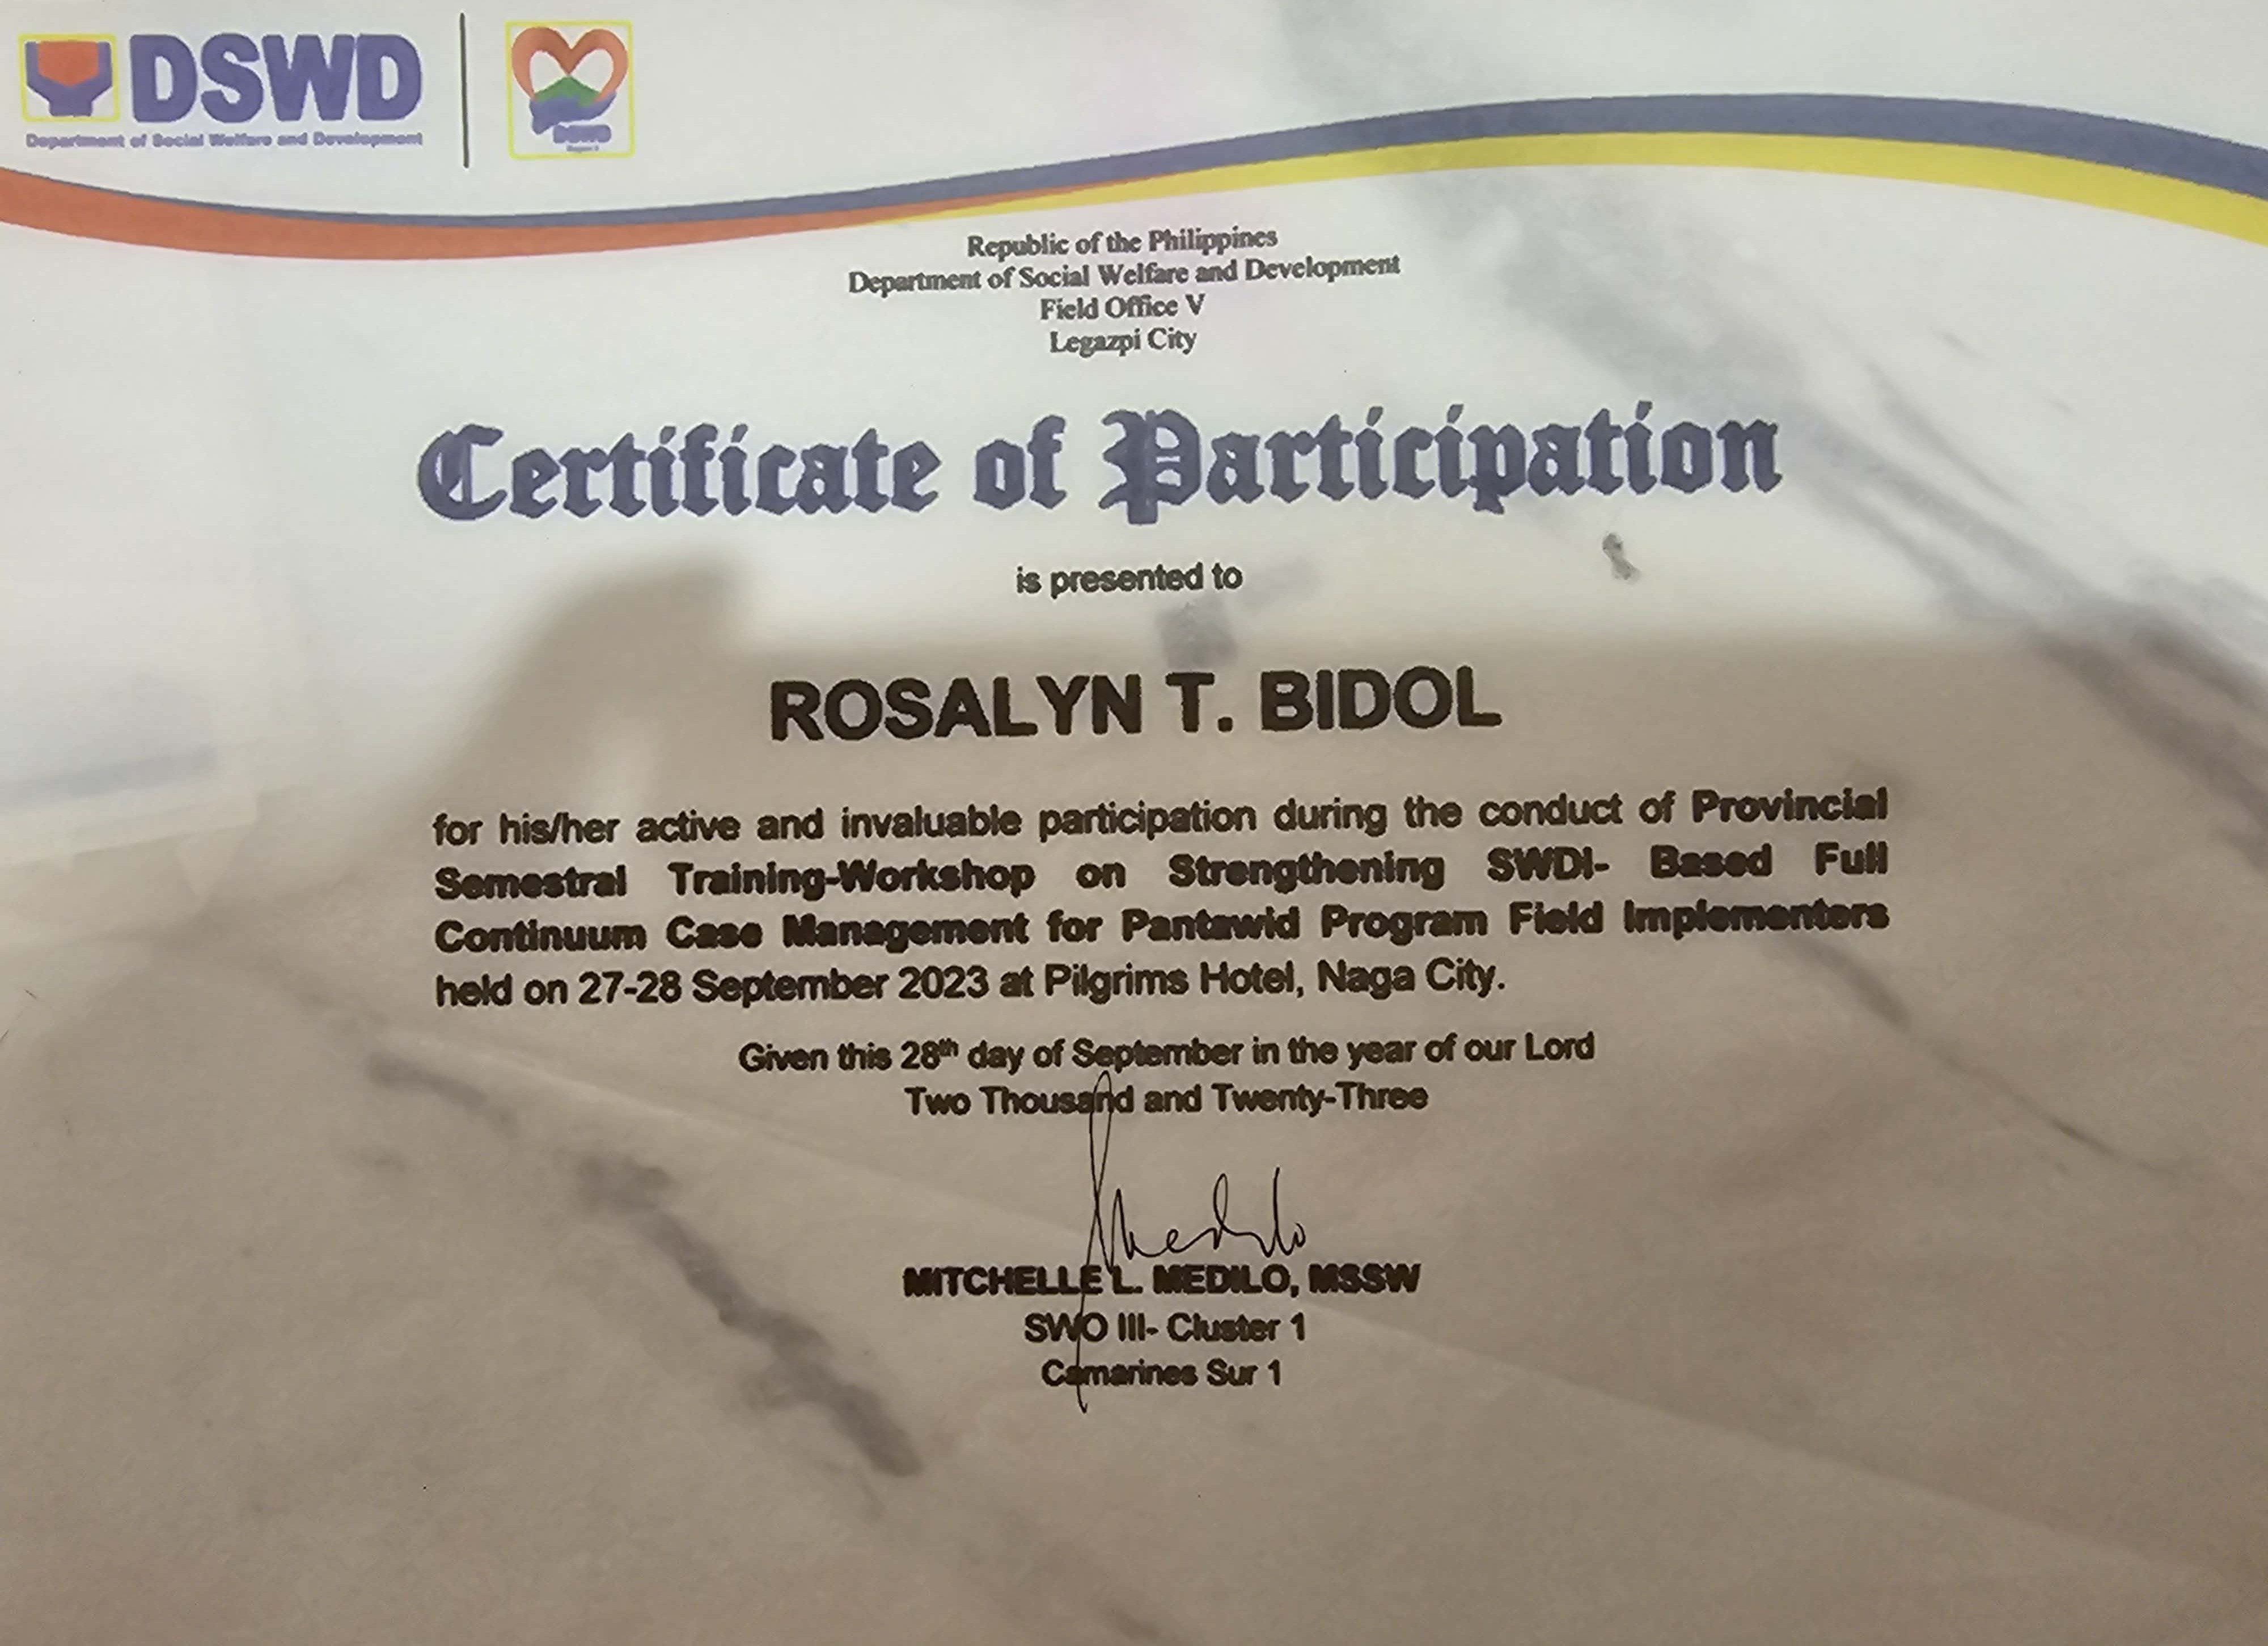 DSWD
Department of Social Welfare and Development
DSWD
Republic of the Philippines
Department of Social Welfare and Development
Field Office V
Legazpi City
Certificate of Participation
is presented to
ROSALYN T. BIDOL
for his/her active and invaluable participation during the conduct of Provincial
Semestral Training-Workshop on Strengthening SWDI- Based Full
Continuum Case Management for Pantawid Program Field Implementers
held on 27-28 September 2023 at Pilgrims Hotel, Naga City.
Given this 28th day of September in the year of our Lord
Two Thousand and Twenty-Three
Medilo
MITCHELLE L. MEDILO, MSSW
SWO III- Cluster 1
Camarines Sur 1